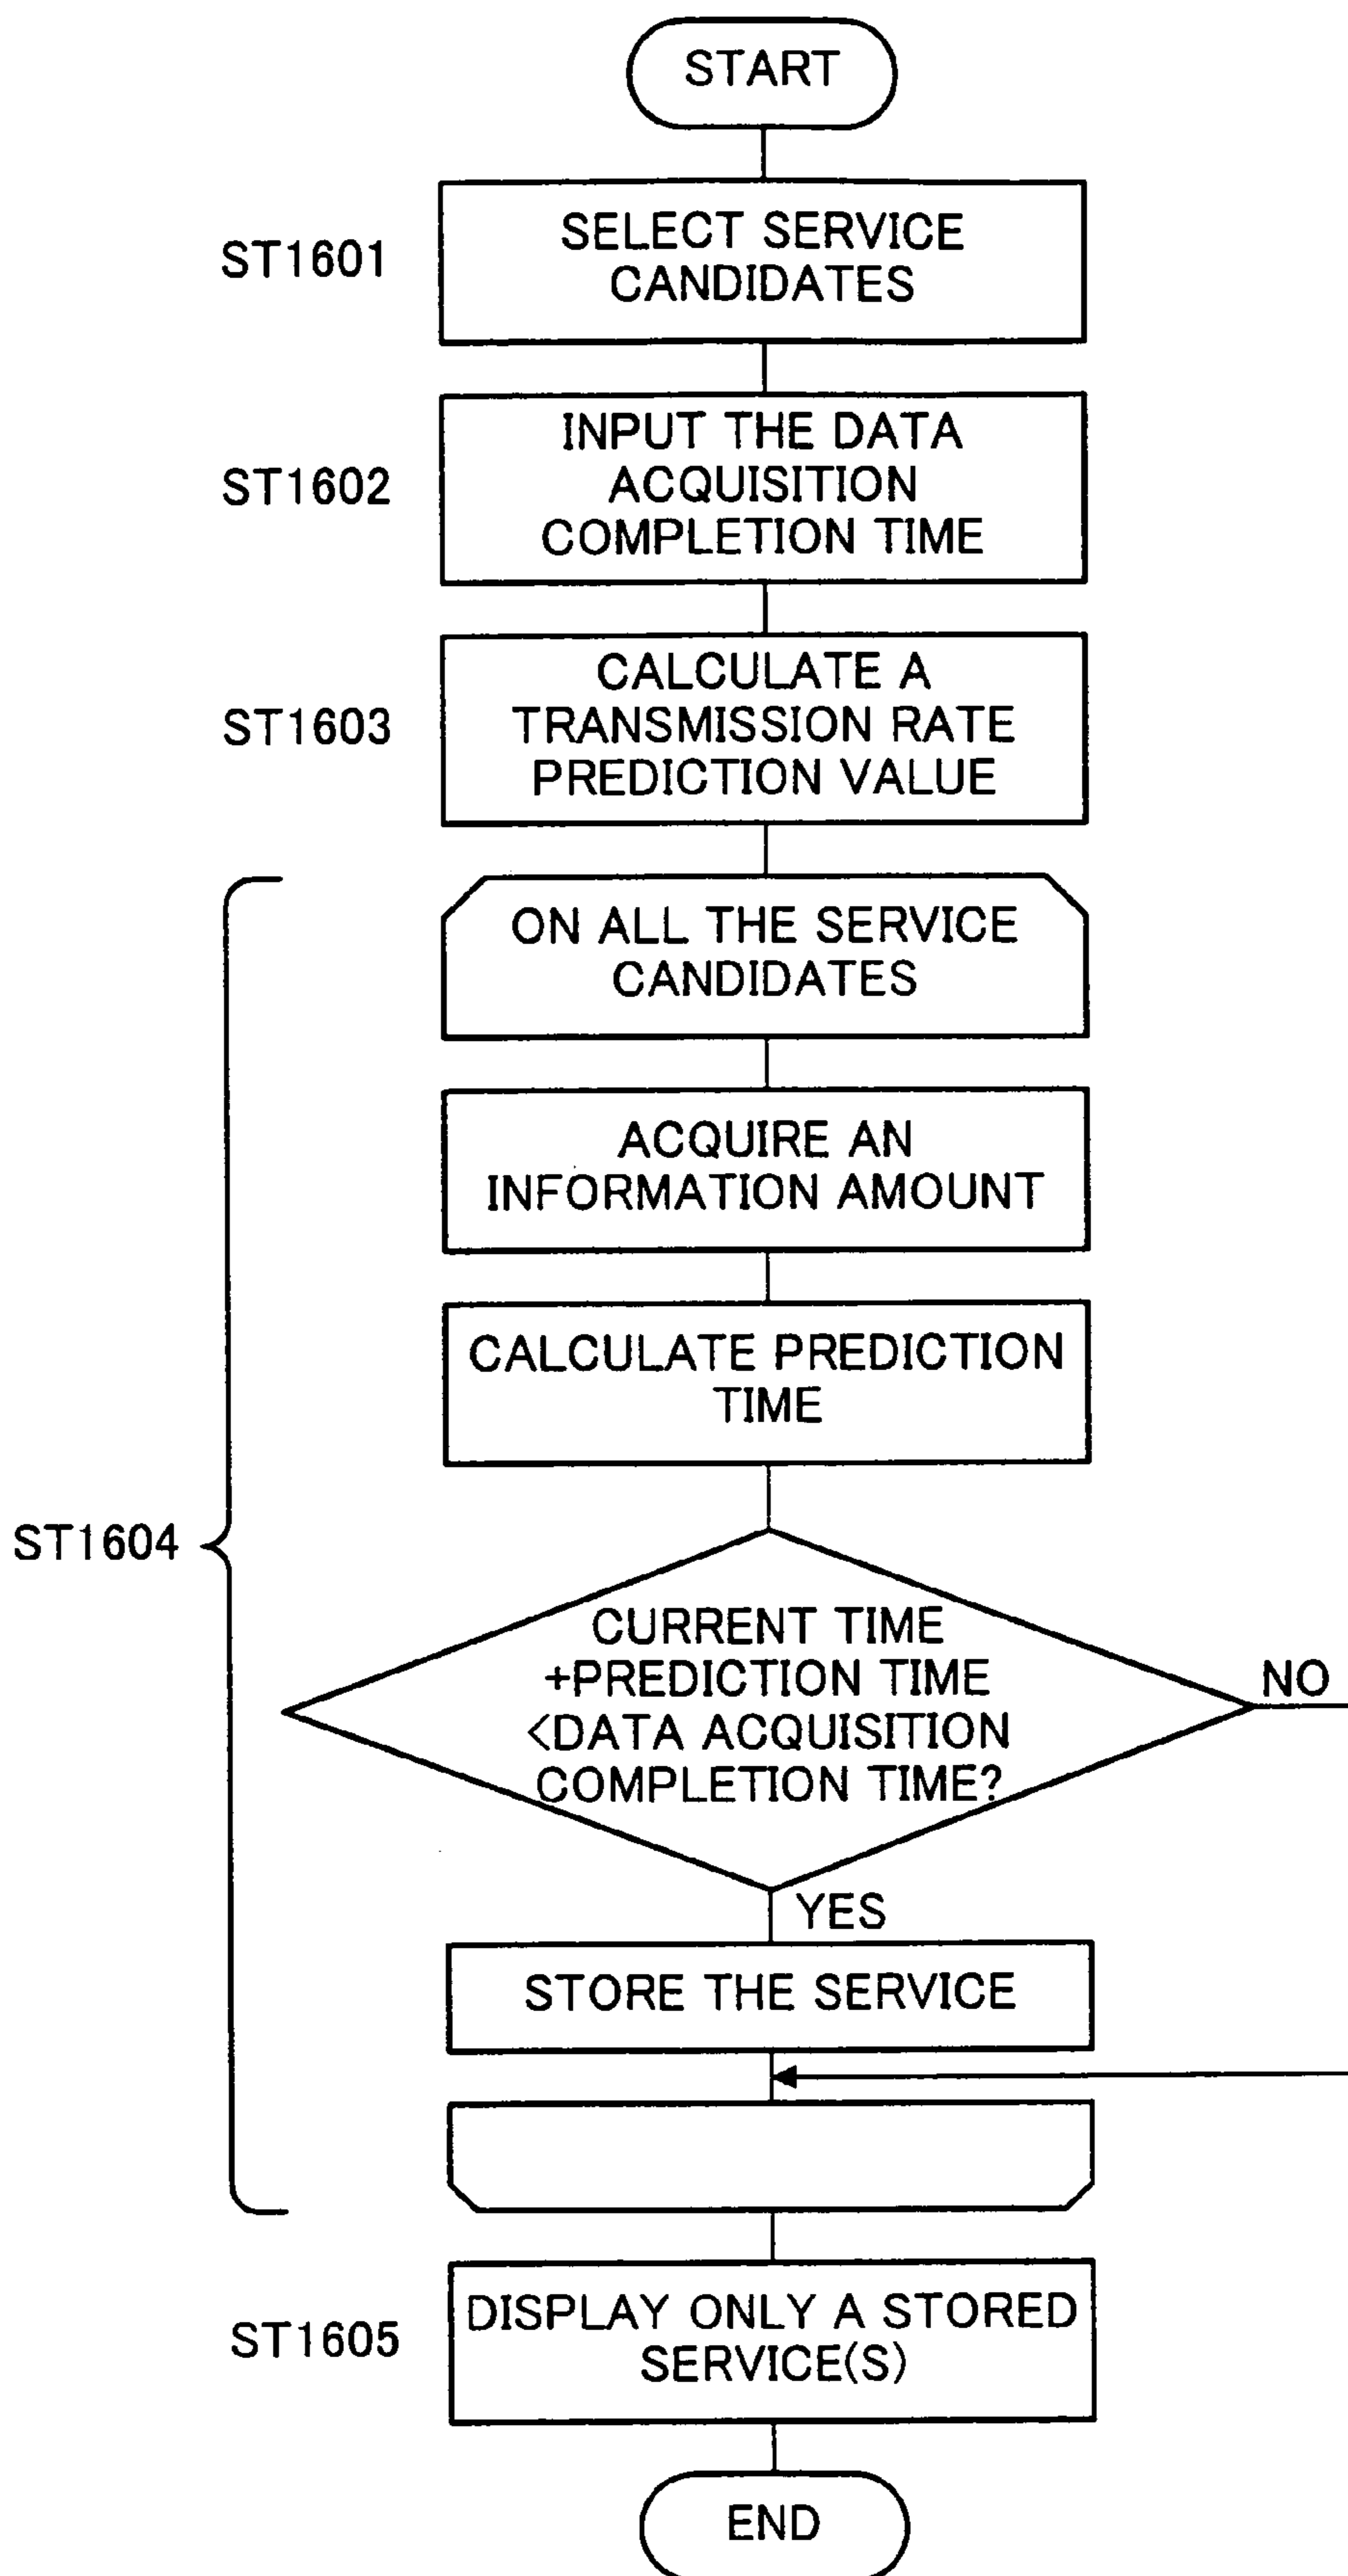 START
ST1601
SELECT SERVICE
CANDIDATES
ST1602
INPUT THE DATA
ACQUISITION
COMPLETION TIME
ST1603
CALCULATE A
TRANSMISSION RATE
PREDICTION VALUE
ON ALL THE SERVICE
CANDIDATES
ACQUIRE AN
INFORMATION AMOUNT
CALCULATE PREDICTION
TIME
ST1604
CURRENT TIME
+PREDICTION TIME
<DATA ACQUISITION
COMPLETION TIME?
NO
YES
STORE THE SERVICE
ST1605
DISPLAY ONLY A STORED
SERVICE(S)
END